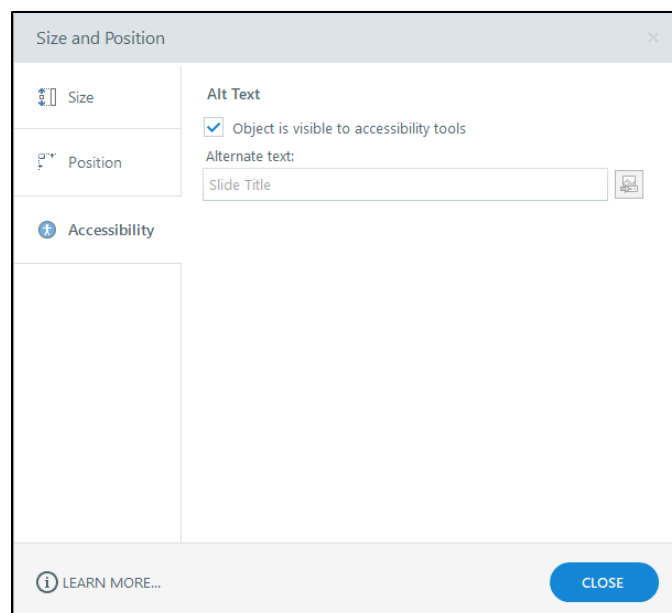 Size and Position
Size
Position
Accessibility
Alt Text
Object is visible to accessibility tools
Alternate text:
Slide Title
LEARN MORE...
CLOSE